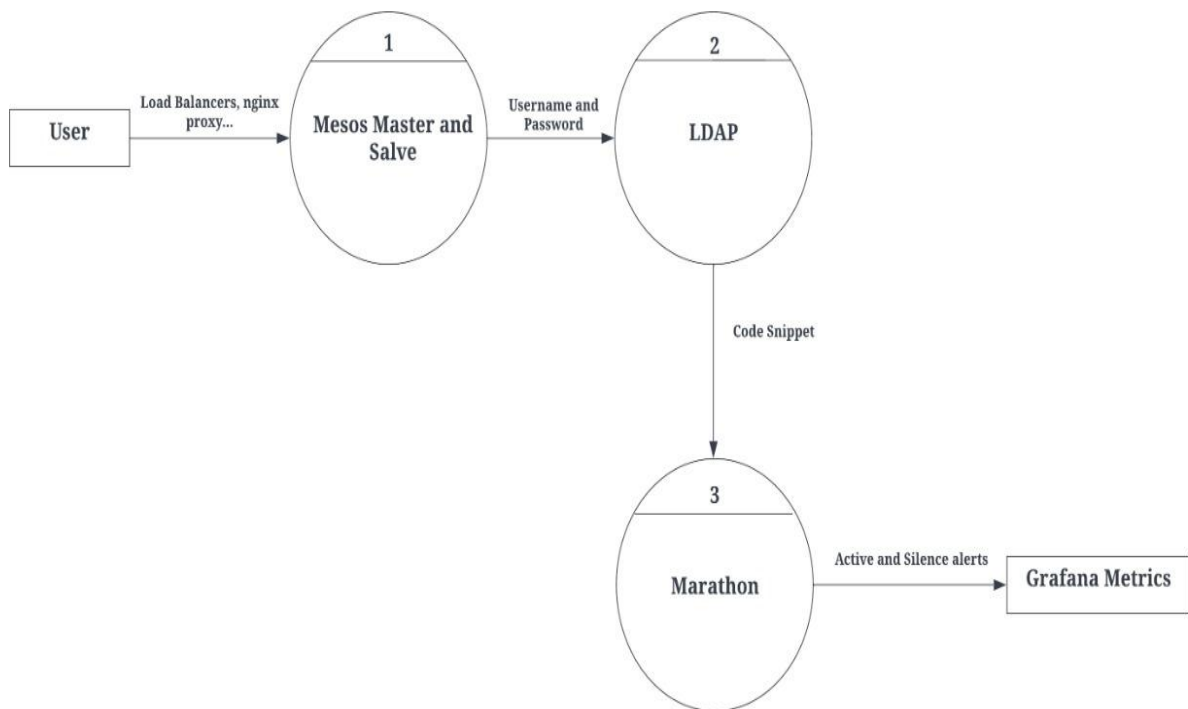 1
2
User
Load Balancers, nginx
proxy...
Mesos Master and
Salve
Username and
Password
LDAP
Code Snippet
3
Marathon
Active and Silence alerts
Grafana Metrics